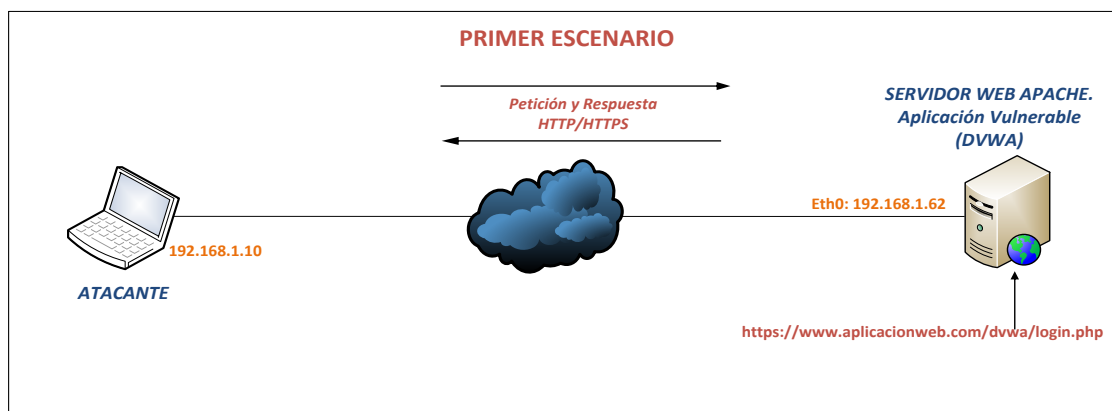 PRIMER ESCENARIO
Petición y Respuesta
HTTP/HTTPS
SERVIDOR WEB APACHE.
Aplicación Vulnerable
(DVWA)
Eth0: 192.168.1.62
192.168.1.10
ATACANTE
https://www.aplicacionweb.com/dvwa/login.php